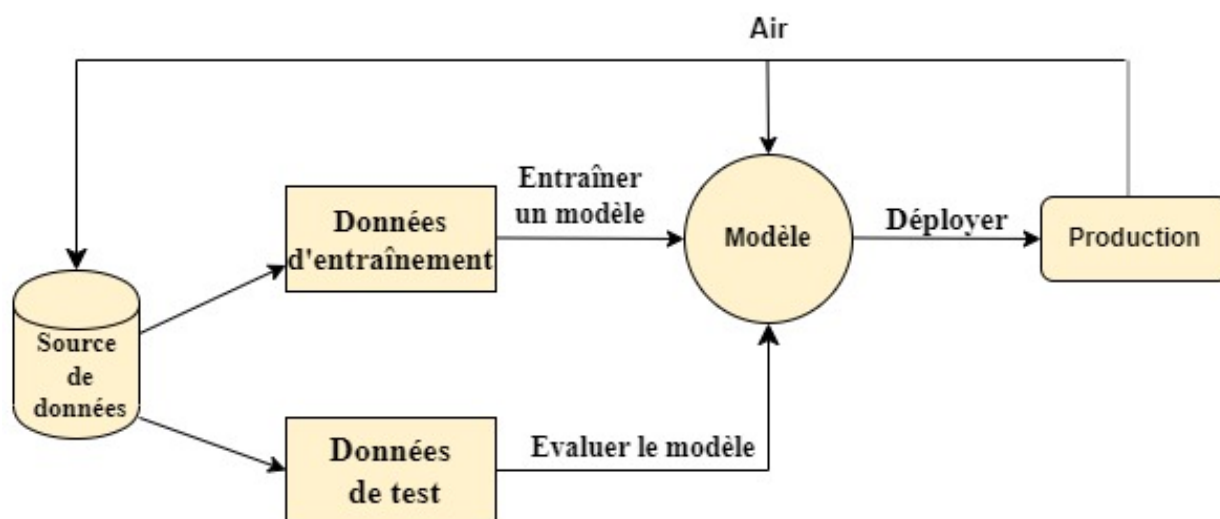 Air
Entraîner
un modèle
Données
d'entraînement
Modèle
Déployer
Production
Source
de
données
Données
de test
Evaluer le modèle